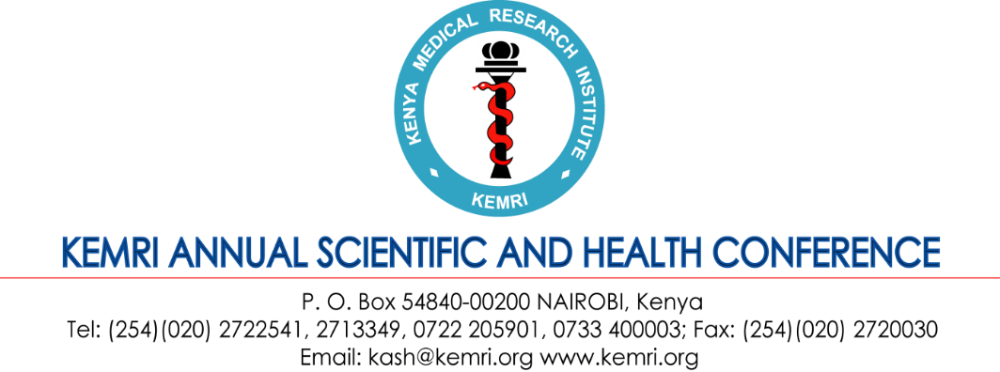 KENYA MEDICAL RESEARCH INSTITUTE
KEMRI
KEMRI ANNUAL SCIENTIFIC AND HEALTH CONFERENCE
P. O. Box 54840-00200 NAIROBI, Kenya
Tel: (254)(020) 2722541, 2713349, 0722 205901, 0733 400003; Fax: (254)(020) 2720030
Email: kash@kemri.org www.kemri.org